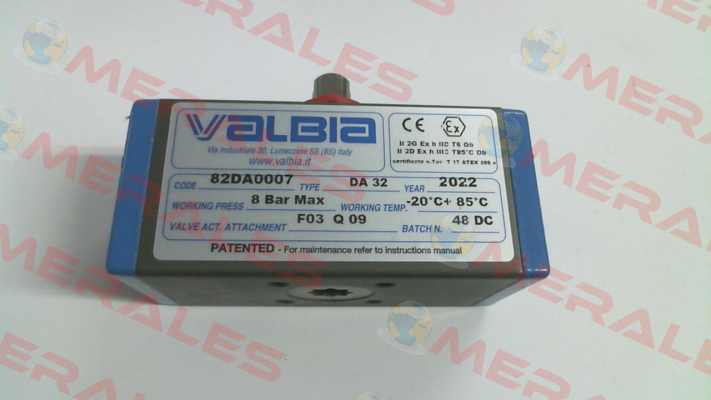 OMERALES
VALBIA
Via Industriale 30, Lumezzane SS (BS) Italy
www.valbia.it
CE Ex
II 2G Ex h IIC T6 Gb
II 2D Ex h IIIC T85°C Db
CODE 82DA0007 TYPE DA 32 YEAR 2022
WORKING PRESS 8 Bar Max WORKING TEMP. -20°C+ 85°C
VALVE ACT. ATTACHMENT F03 Q 09 BATCH N. 48 DC
PATENTED - For maintenance refer to instructions manual